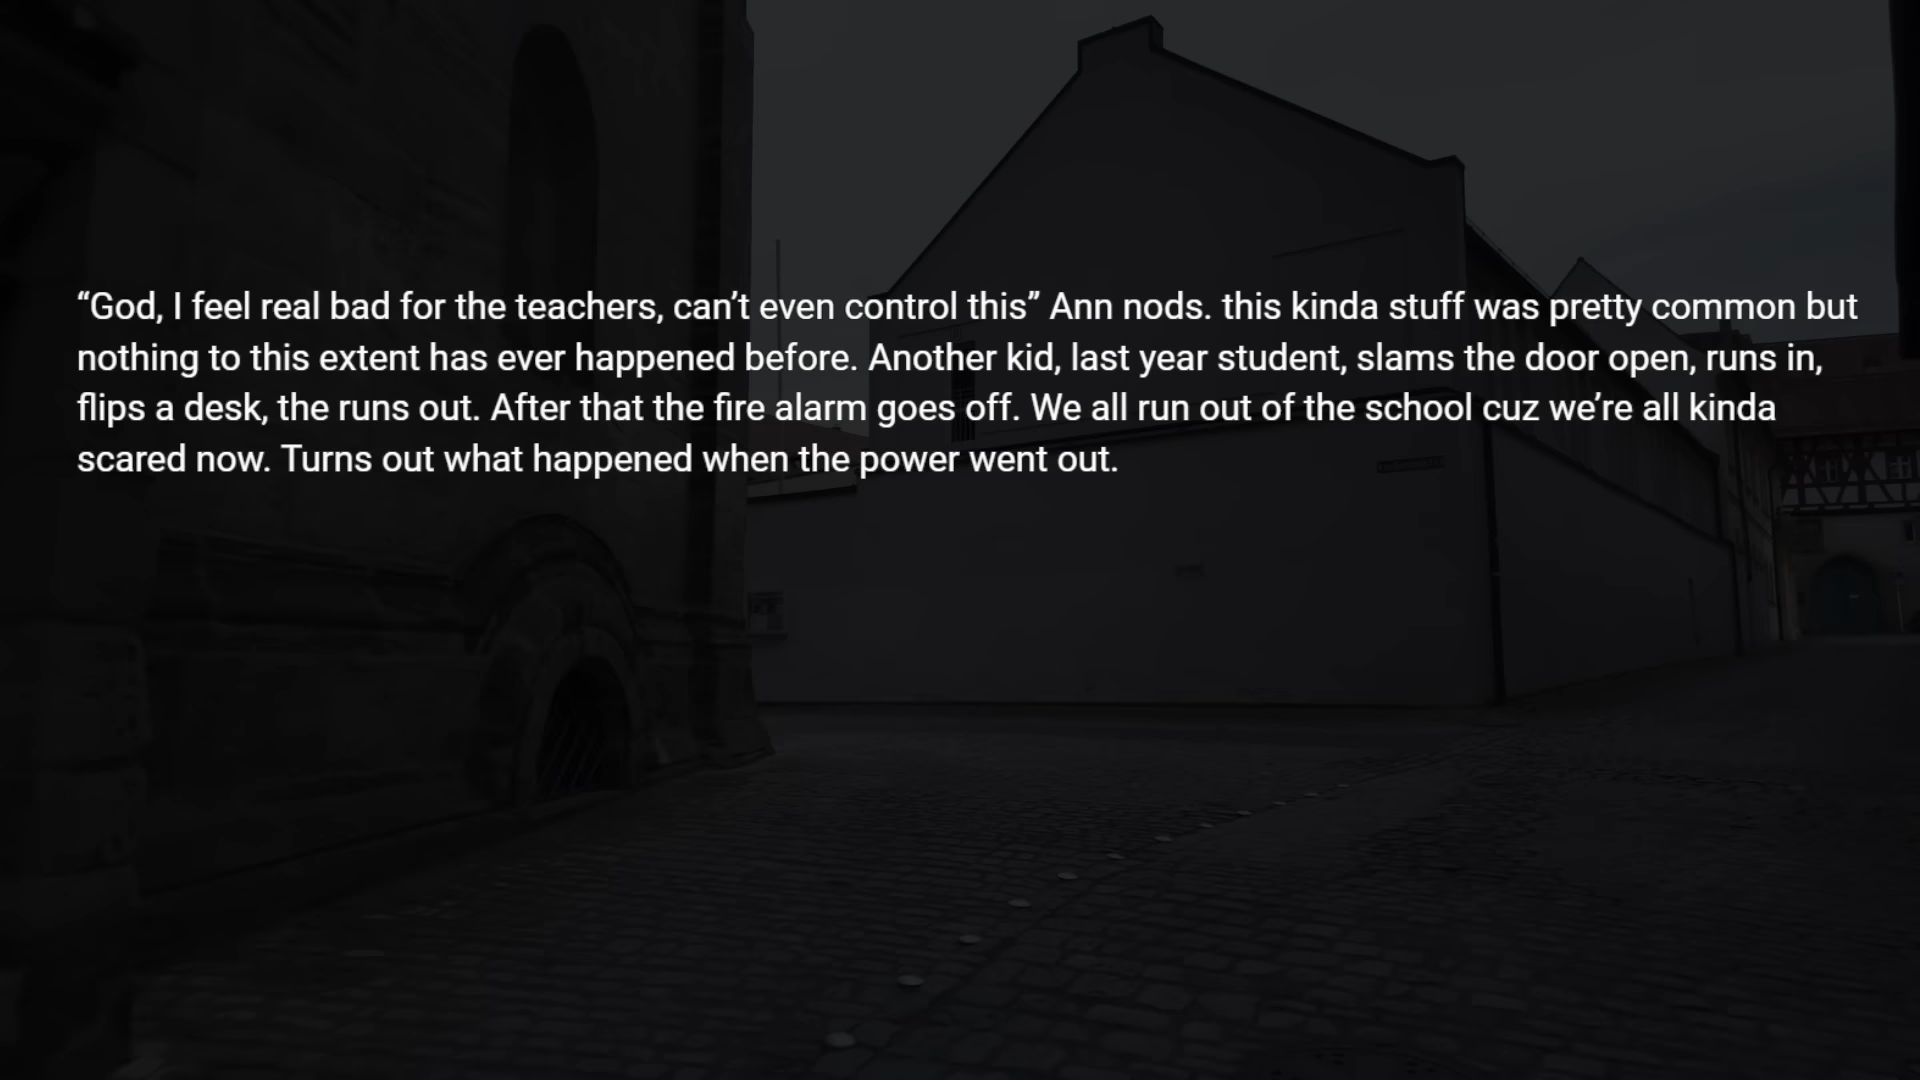 “God, I feel real bad for the teachers, can’t even control this” Ann nods. this kinda stuff was pretty common but
nothing to this extent has ever happened before. Another kid, last year student, slams the door open, runs in,
flips a desk, the runs out. After that the fire alarm goes off. We all run out of the school cuz we’re all kinda
scared now. Turns out what happened when the power went out.